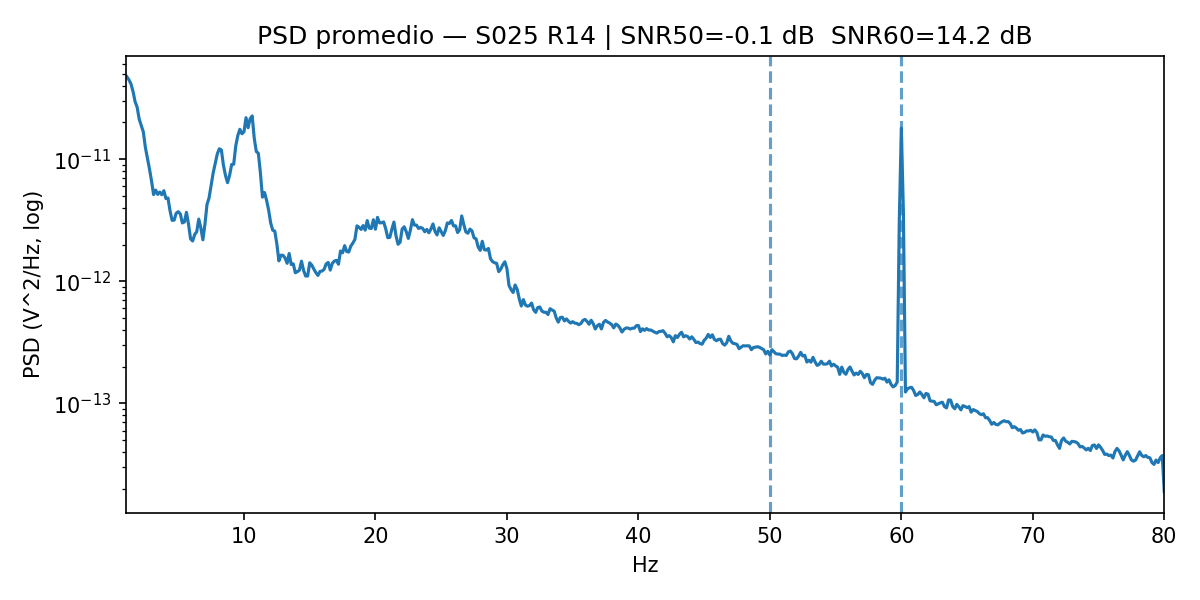 PSD promedio — S025 R14 | SNR50=-0.1 dB  SNR60=14.2 dB
PSD (V^2/Hz, log)
10⁻¹¹
10⁻¹²
10⁻¹³
10 20 30 40 50 60 70 80
Hz